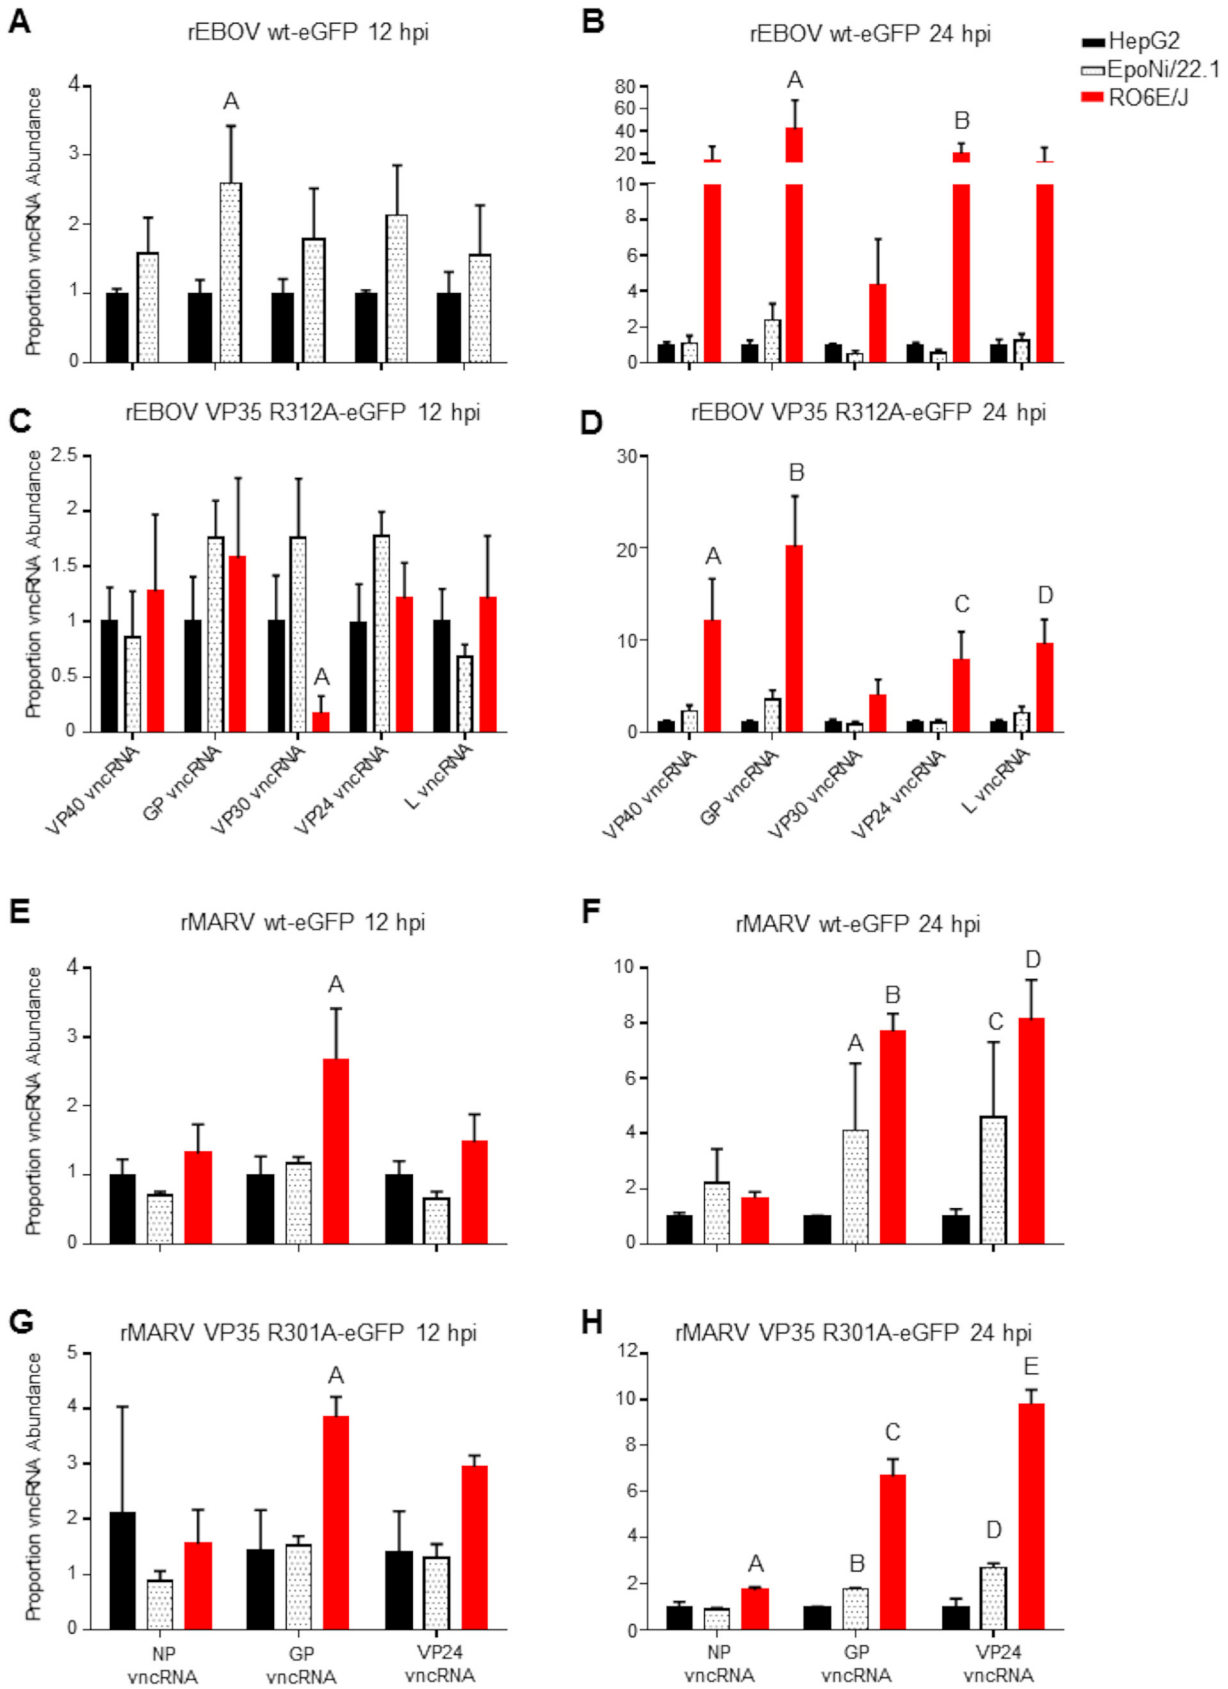 A
rEBOV wt-eGFP 12 hpi
Proportion vncRNA Abundance
4
3
2
1
0
A
B
rEBOV wt-eGFP 24 hpi
80
60
40
20
10
8
6
4
2
0
A
B
HepG2
EpoNi/22.1
RO6E/J
C
rEBOV VP35 R312A-eGFP 12 hpi
Proportion vncRNA Abundance
2.5
2
1.5
1
0.5
0
A
VP40 vncRNA
GP vncRNA
VP30 vncRNA
VP24 vncRNA
L vncRNA
D
rEBOV VP35 R312A-eGFP 24 hpi
30
20
10
0
A
B
C
D
VP40 vncRNA
GP vncRNA
VP30 vncRNA
VP24 vncRNA
L vncRNA
E
rMARV wt-eGFP 12 hpi
Proportion vncRNA Abundance
4
3
2
1
0
A
F
rMARV wt-eGFP 24 hpi
10
8
6
4
2
0
A
B
C
D
G
rMARV VP35 R301A-eGFP 12 hpi
Proportion vncRNA Abundance
5
4
3
2
1
0
A
NP
vncRNA
GP
vncRNA
VP24
vncRNA
H
rMARV VP35 R301A-eGFP 24 hpi
12
10
8
6
4
2
0
A
B
C
D
E
NP
vncRNA
GP
vncRNA
VP24
vncRNA